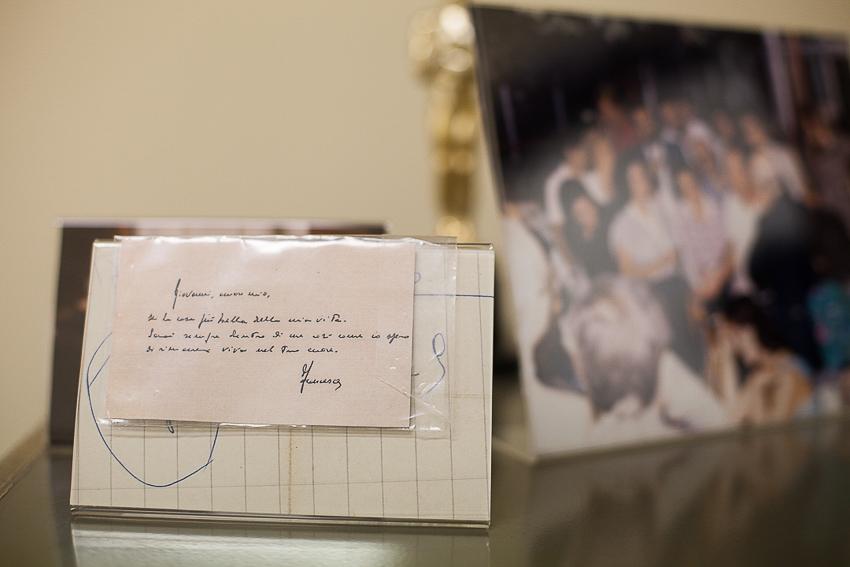 Giovanni, amor mio,
sei la cosa più bella della mia vita.
Sarai sempre dentro di me così come io spero
di rimanere viva nel tuo cuore.
Francesca